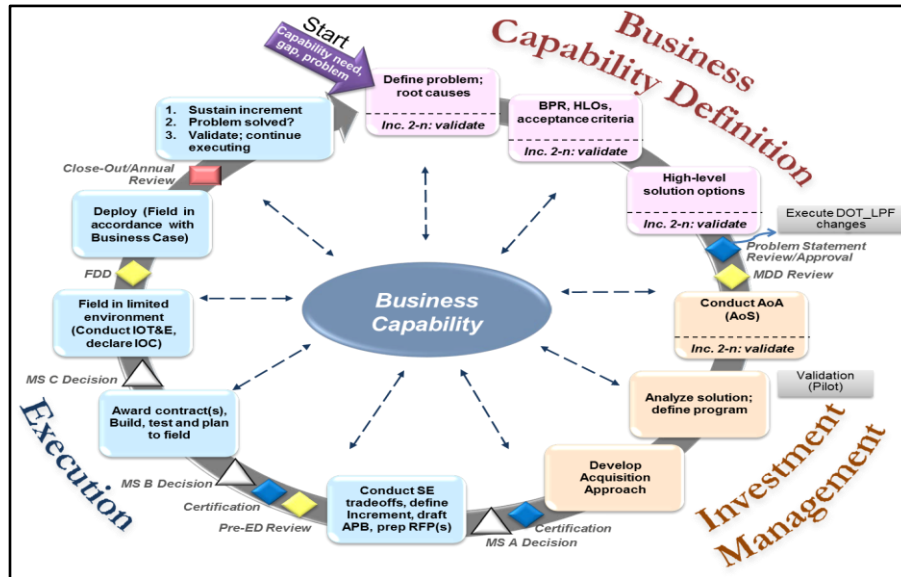 Start
Capability need,
gap, problem
Business
Capability Definition
Define problem;
root causes
Inc. 2-n: validate
BPR, HLOs,
acceptance criteria
Inc. 2-n: validate
High-level
solution options
Inc. 2-n: validate
Execute DOT_LPF
changes
Problem Statement
Review/Approval
MDD Review
Conduct AoA
(AoS)
Inc. 2-n: validate
Validation
(Pilot)
Analyze solution;
define program
Investment
Management
Develop
Acquisition
Approach
Certification
MS A Decision
Conduct SE
tradeoffs, define
Increment, draft
APB, prep RFP(s)
Pre-ED Review
Certification
MS B Decision
Execution
Award contract(s),
Build, test and plan
to field
MS C Decision
Field in limited
environment
(Conduct IOT&E,
declare IOC)
FDD
Deploy (Field in
accordance with
Business Case)
Close-Out/Annual
Review
1. Sustain increment
2. Problem solved?
3. Validate; continue
executing
Business
Capability